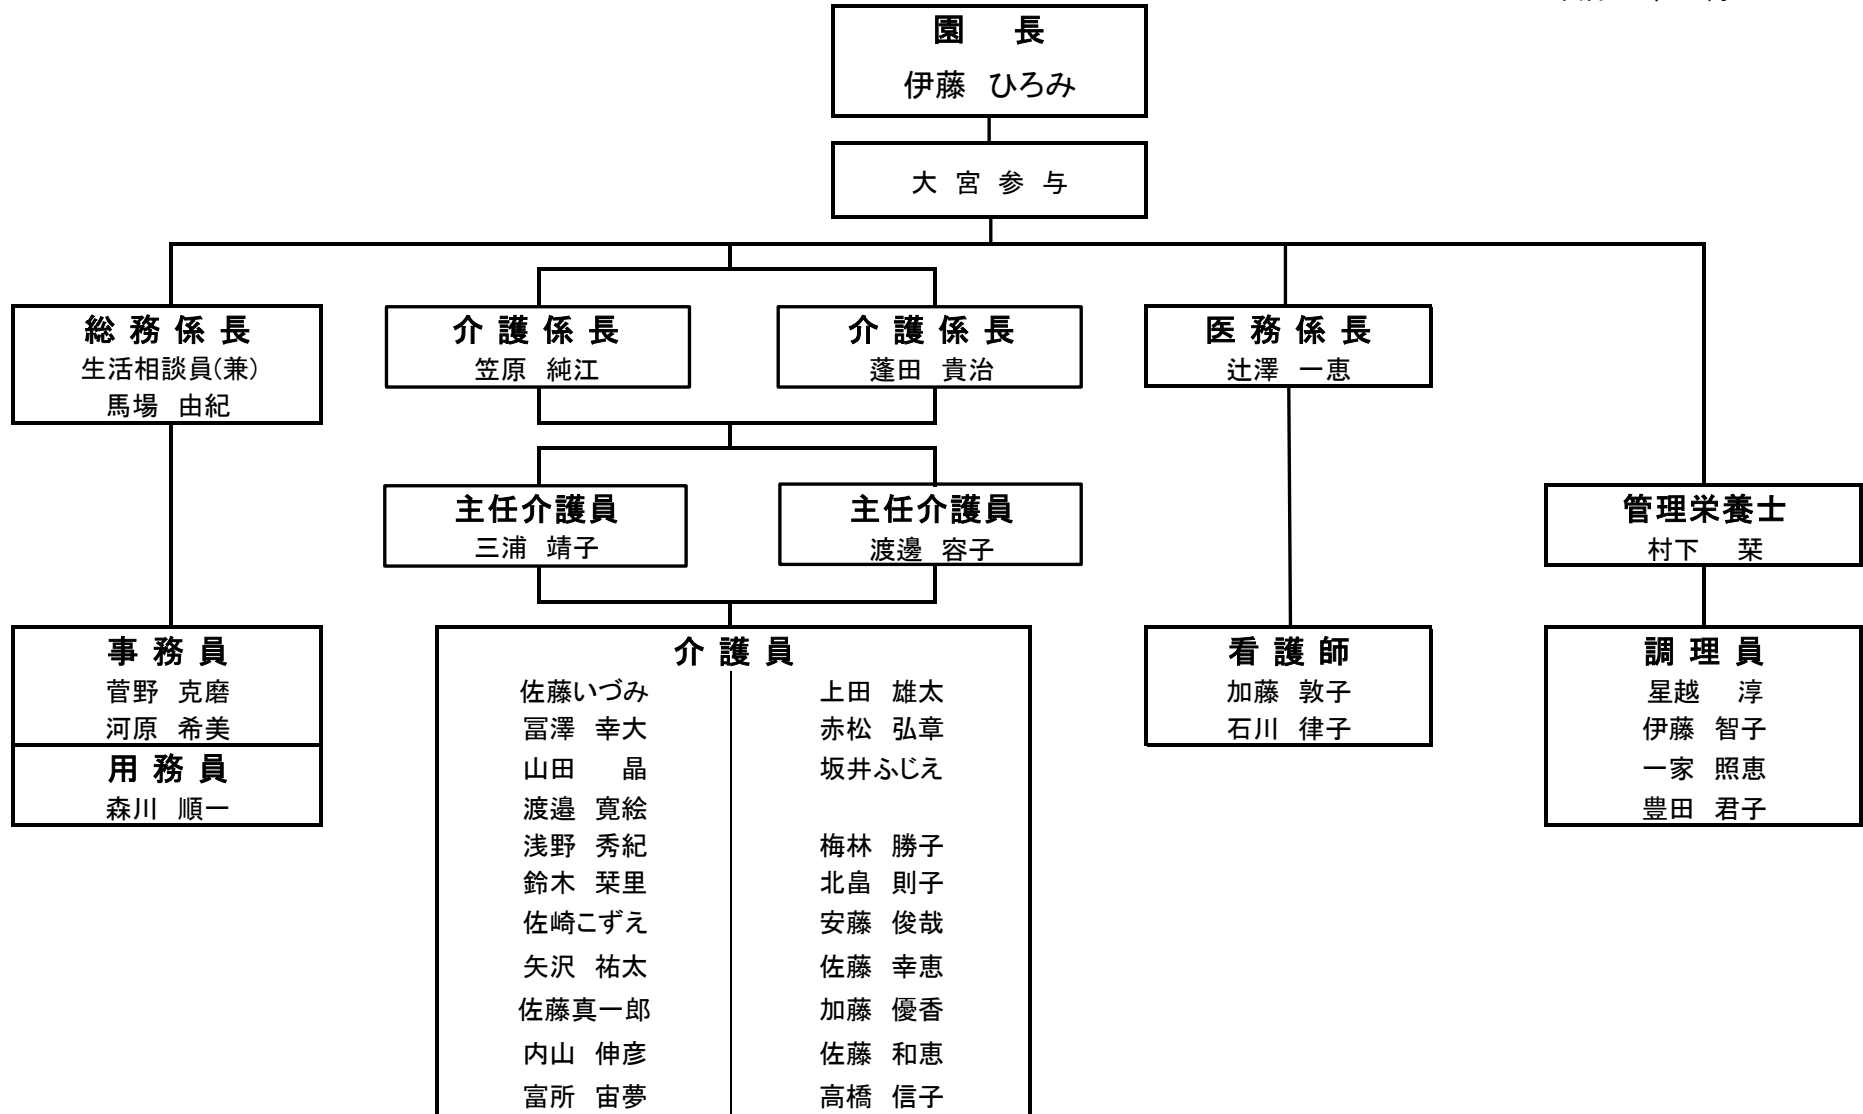 園 長
伊藤 ひろみ
大 宮 参 与
総 務 係 長
生活相談員(兼)
馬場 由紀
介 護 係 長
笠原 純江
介 護 係 長
蓬田 貴治
医 務 係 長
辻澤 一恵
主任介護員
三浦 靖子
主任介護員
渡邊 容子
管理栄養士
村下 栞
事 務 員
菅野 克磨
河原 希美
用 務 員
森川 順一
介 護 員
佐藤いづみ
冨澤 幸大
山田 晶
渡邉 寛絵
浅野 秀紀
鈴木 栞里
佐崎こずえ
矢沢 祐太
佐藤真一郎
内山 伸彦
富所 宙夢
上田 雄太
赤松 弘章
坂井ふじえ
梅林 勝子
北畠 則子
安藤 俊哉
佐藤 幸恵
加藤 優香
佐藤 和恵
高橋 信子
看 護 師
加藤 敦子
石川 律子
調 理 員
星越 淳
伊藤 智子
一家 照恵
豊田 君子